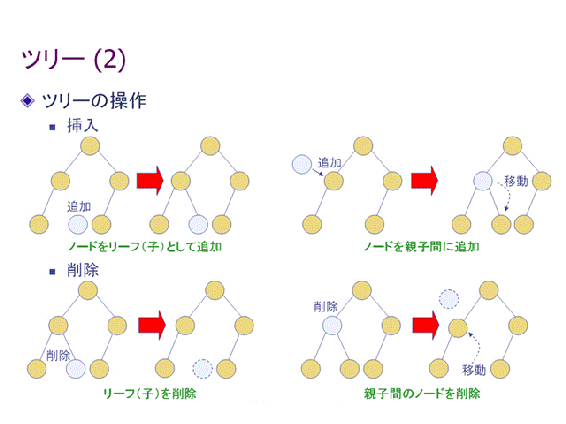 ツリー (2)
ツリーの操作
挿入
追加
追加
移動
ノードをリーフ(子)として追加
ノードを親子間に追加
削除
削除
削除
移動
リーフ(子)を削除
親子間のノードを削除